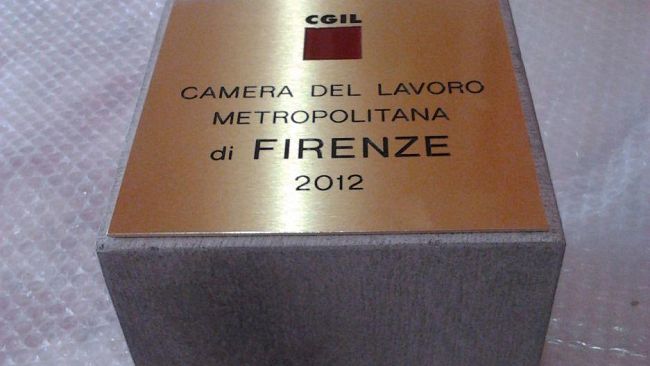 CGIL
CAMERA DEL LAVORO
METROPOLITANA
di FIRENZE
2012